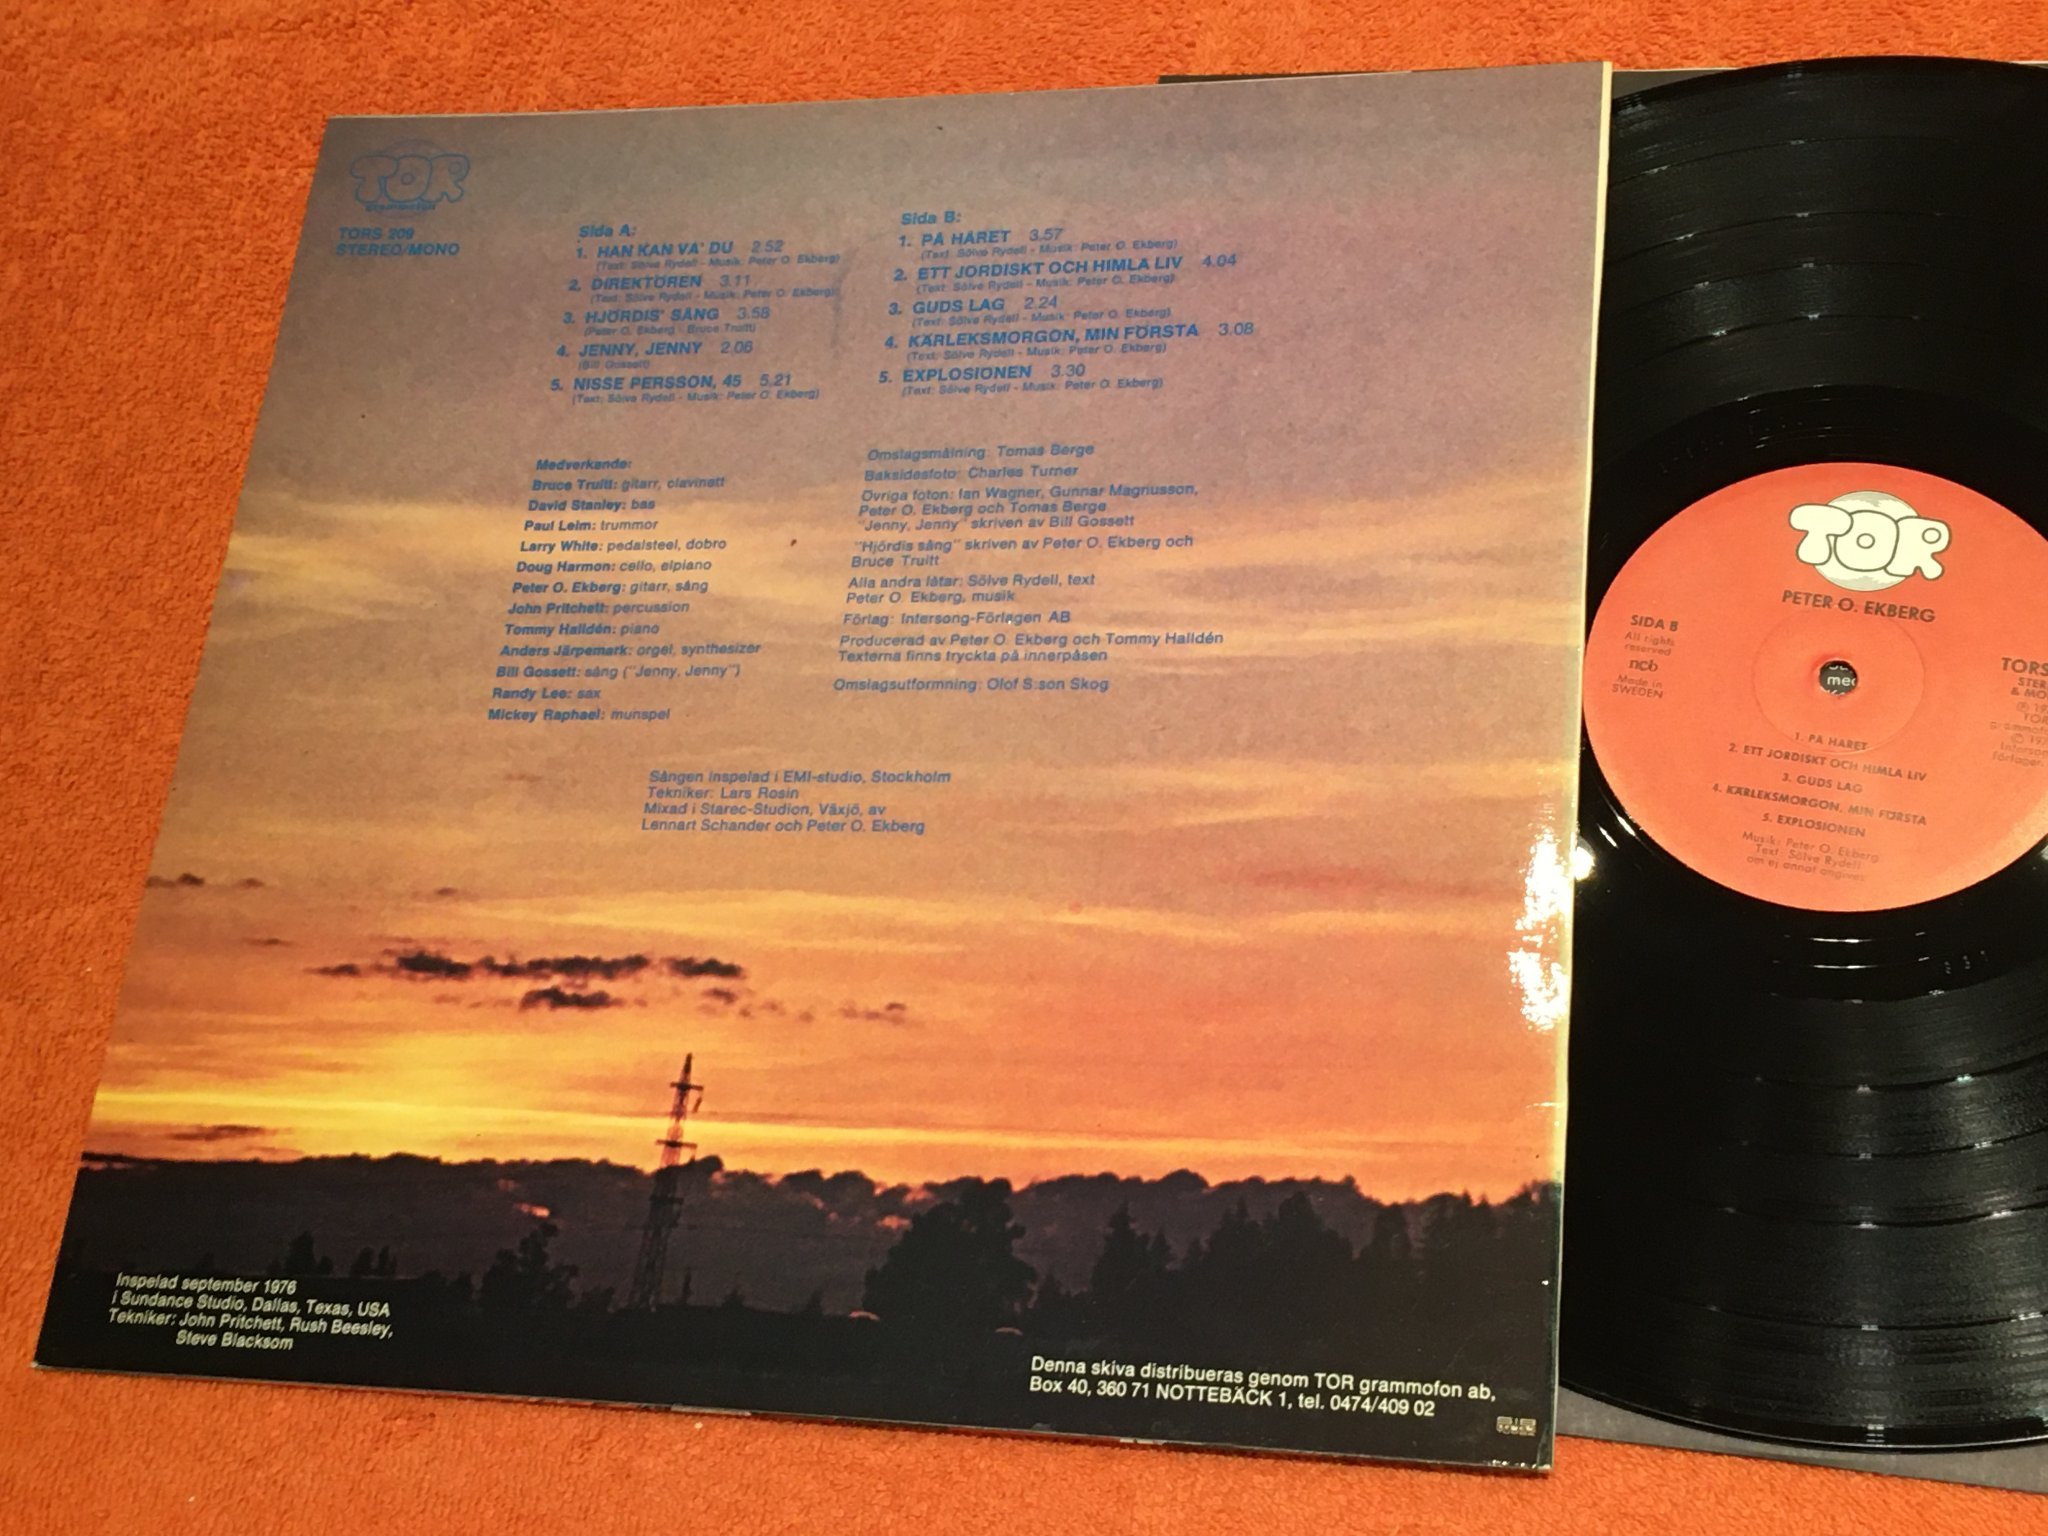 TOR
grammofon
TORS 209
STEREO/MONO
Sida A:
1. HAN KAN VA' DU 2.52
(Text: Sölve Rydell - Musik: Peter O. Ekberg)
2. DIREKTÖREN 3.11
(Text: Sölve Rydell - Musik: Peter O. Ekberg)
3. HJÖRDIS' SÅNG 3.58
(Peter O. Ekberg - Bruce Truitt)
4. JENNY, JENNY 2.06
(Bill Gossett)
5. NISSE PERSSON, 45 5.21
(Text: Sölve Rydell - Musik: Peter O. Ekberg)
Sida B:
1. PÅ HÅRET 3.57
(Text: Sölve Rydell - Musik: Peter O. Ekberg)
2. ETT JORDISKT OCH HIMLA LIV 4.04
(Text: Sölve Rydell - Musik: Peter O. Ekberg)
3. GUDS LAG 2.24
(Text: Sölve Rydell - Musik: Peter O. Ekberg)
4. KÄRLEKSMORGON, MIN FÖRSTA 3.08
(Text: Sölve Rydell - Musik: Peter O. Ekberg)
5. EXPLOSIONEN 3.30
(Text: Sölve Rydell - Musik: Peter O. Ekberg)
Medverkande:
Bruce Truitt: gitarr, clavinett
David Stanley: bas
Paul Leim: trummor
Larry White: pedalsteel, dobro
Doug Harmon: cello, elpiano
Peter O. Ekberg: gitarr, sång
John Pritchett: percussion
Tommy Halldén: piano
Anders Järpemark: orgel, synthesizer
Bill Gossett: sång ("Jenny, Jenny")
Randy Lee: sax
Mickey Raphael: munspel
Omslagsmålning: Tomas Berge
Baksidesfoto: Charles Turner
Övriga foton: Ian Wagner, Gunnar Magnusson,
Peter O. Ekberg och Tomas Berge
"Jenny, Jenny" skriven av Bill Gossett
"Hjördis sång" skriven av Peter O. Ekberg och
Bruce Truitt
Alla andra låtar: Sölve Rydell, text
Peter O. Ekberg, musik
Förlag: Intersong-Förlagen AB
Producerad av Peter O. Ekberg och Tommy Halldén
Texterna finns tryckta på innerpåsen
Omslagsutformning: Olof S:son Skog
Sången inspelad i EMI-studio, Stockholm
Tekniker: Lars Rosin
Mixad i Starec-Studion, Växjö, av
Lennart Schander och Peter O. Ekberg
Inspelad september 1976
i Sundance Studio, Dallas, Texas, USA
Tekniker: John Pritchett, Rush Beesley,
Steve Blacksom
Denna skiva distribueras genom TOR grammofon ab,
Box 40, 360 71 NOTTEBÄCK 1, tel. 0474/409 02
TOR
PETER O. EKBERG
SIDA B
All rights
reserved
ncb
Made in
SWEDEN
TORS
STER
& MO
℗ 19
TOR
© 19
Interson
förlager
1. PÅ HÅRET
2. ETT JORDISKT OCH HIMLA LIV
3. GUDS LAG
4. KÄRLEKSMORGON, MIN FÖRSTA
5. EXPLOSIONEN
Musik: Peter O. Ekberg
Text: Sölve Rydell
om ej annat angives